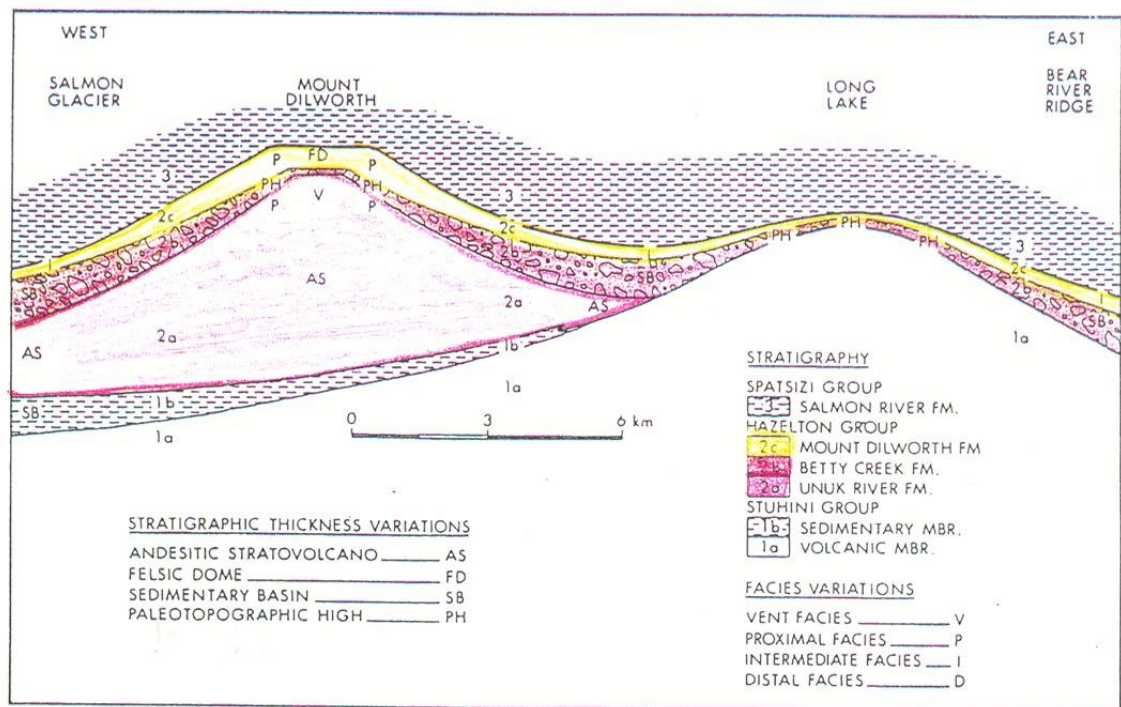 WEST
EAST
SALMON
GLACIER
MOUNT
DILWORTH
LONG
LAKE
BEAR
RIVER
RIDGE
P
FD
P
3
PH
V
PH
P
P
3
2c
2c
PH
PH
PH
3
2b
I
I
2c
SB
SB
2b
I
SB
AS
2a
AS
AS
2a
1a
1b
1a
1b
SB
1a
0 3 6 km
STRATIGRAPHY
SPATSIZI GROUP
3 SALMON RIVER FM.
HAZELTON GROUP
2c MOUNT DILWORTH FM
2b BETTY CREEK FM.
2a UNUK RIVER FM.
STUHINI GROUP
1b SEDIMENTARY MBR.
1a VOLCANIC MBR.
STRATIGRAPHIC THICKNESS VARIATIONS
ANDESITIC STRATOVOLCANO AS
FELSIC DOME FD
SEDIMENTARY BASIN SB
PALEOTOPOGRAPHIC HIGH PH
FACIES VARIATIONS
VENT FACIES V
PROXIMAL FACIES P
INTERMEDIATE FACIES I
DISTAL FACIES D